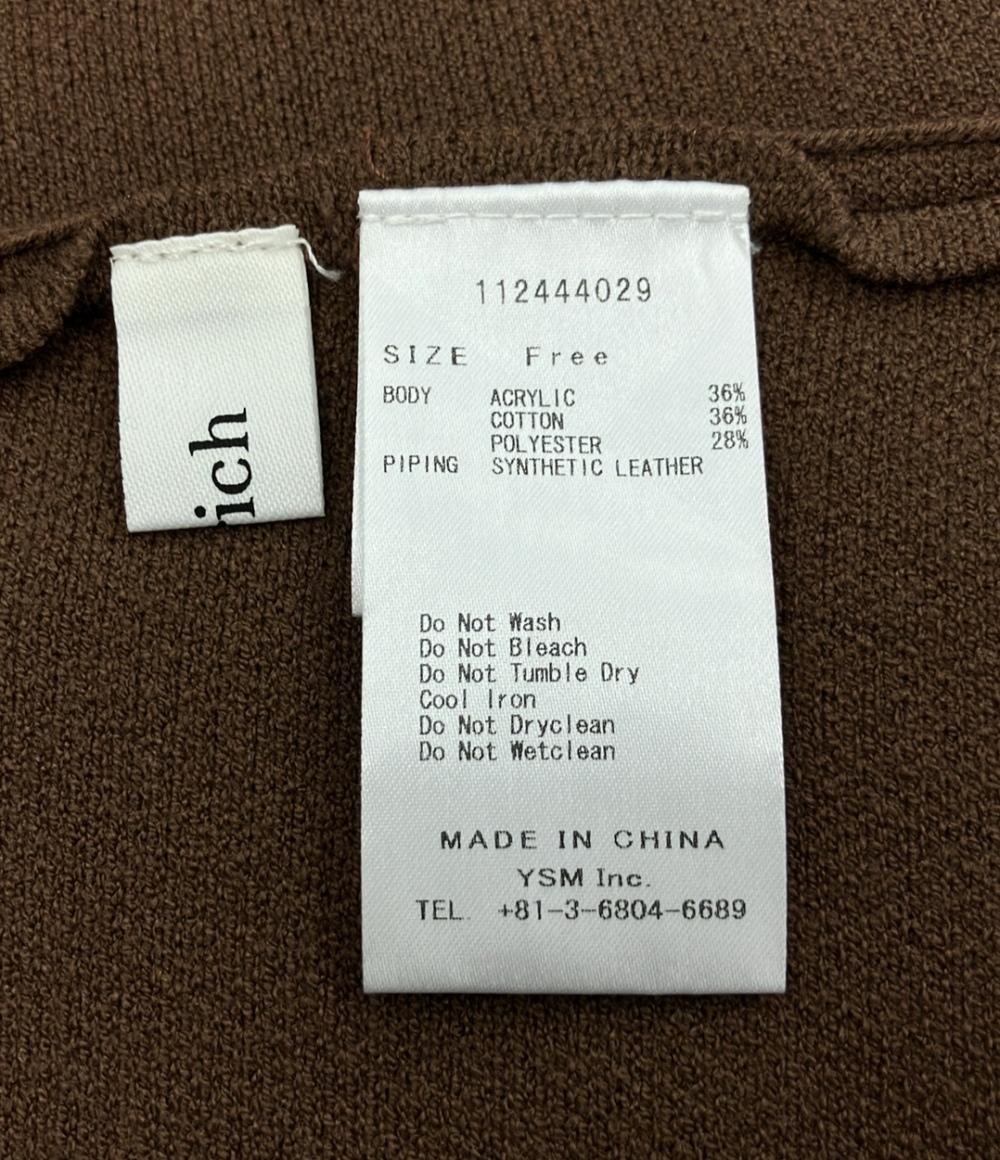 ich
112444029
SIZE Free
BODY ACRYLIC 36%
COTTON 36%
POLYESTER 28%
PIPING SYNTHETIC LEATHER
Do Not Wash
Do Not Bleach
Do Not Tumble Dry
Cool Iron
Do Not Dryclean
Do Not Wetclean
MADE IN CHINA
YSM Inc.
TEL. +81-3-6804-6689